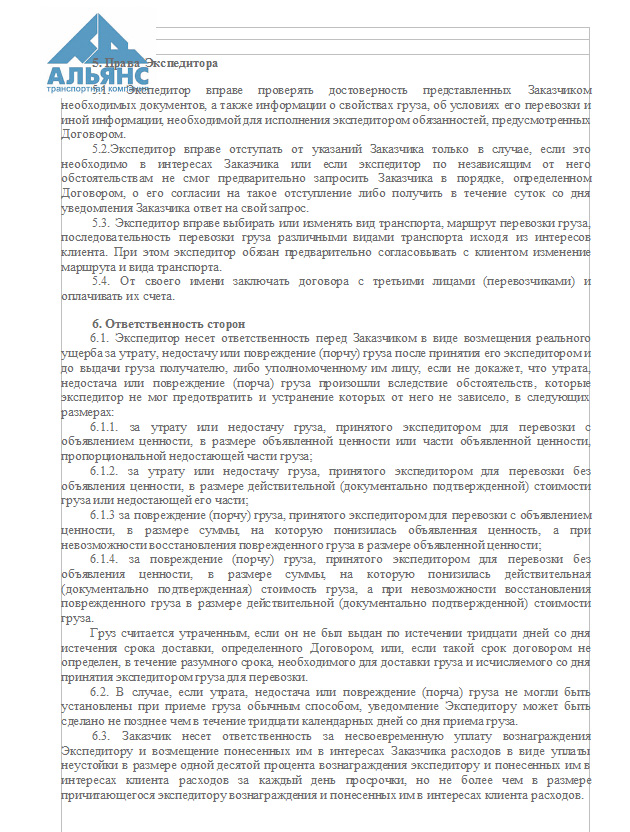 5. Права Экспедитора
АЛЬЯНС
транспортная компания
5.1. Экспедитор вправе проверять достоверность представленных Заказчиком
необходимых документов, а также информации о свойствах груза, об условиях его перевозки и
иной информации, необходимой для исполнения экспедитором обязанностей, предусмотренных
Договором.
5.2.Экспедитор вправе отступать от указаний Заказчика только в случае, если это
необходимо в интересах Заказчика или если экспедитор по независящим от него
обстоятельствам не смог предварительно запросить Заказчика в порядке, определенном
Договором, о его согласии на такое отступление либо получить в течение суток со дня
уведомления Заказчика ответ на свой запрос.
5.3. Экспедитор вправе выбирать или изменять вид транспорта, маршрут перевозки груза,
последовательность перевозки груза различными видами транспорта исходя из интересов
клиента. При этом экспедитор обязан предварительно согласовывать с клиентом изменение
маршрута и вида транспорта.
5.4. От своего имени заключать договора с третьими лицами (перевозчиками) и
оплачивать их счета.
6. Ответственность сторон
6.1. Экспедитор несет ответственность перед Заказчиком в виде возмещения реального
ущерба за утрату, недостачу или повреждение (порчу) груза после принятия его экспедитором и
до выдачи груза получателю, либо уполномоченному им лицу, если не докажет, что утрата,
недостача или повреждение (порча) груза произошли вследствие обстоятельств, которые
экспедитор не мог предотвратить и устранение которых от него не зависело, в следующих
размерах:
6.1.1. за утрату или недостачу груза, принятого экспедитором для перевозки с
объявлением ценности, в размере объявленной ценности или части объявленной ценности,
пропорциональной недостающей части груза;
6.1.2. за утрату или недостачу груза, принятого экспедитором для перевозки без
объявления ценности, в размере действительной (документально подтвержденной) стоимости
груза или недостающей его части;
6.1.3 за повреждение (порчу) груза, принятого экспедитором для перевозки с объявлением
ценности, в размере суммы, на которую понизилась объявленная ценность, а при
невозможности восстановления поврежденного груза в размере объявленной ценности;
6.1.4. за повреждение (порчу) груза, принятого экспедитором для перевозки без
объявления ценности, в размере суммы, на которую понизилась действительная
(документально подтвержденная) стоимость груза, а при невозможности восстановления
поврежденного груза в размере действительной (документально подтвержденной) стоимости
груза.
Груз считается утраченным, если он не был выдан по истечении тридцати дней со дня
истечения срока доставки, определенного Договором, или, если такой срок договором не
определен, в течение разумного срока, необходимого для доставки груза и исчисляемого со дня
принятия экспедитором груза для перевозки.
6.2. В случае, если утрата, недостача или повреждение (порча) груза не могли быть
установлены при приеме груза обычным способом, уведомление Экспедитору может быть
сделано не позднее чем в течение тридцати календарных дней со дня приема груза.
6.3. Заказчик несет ответственность за несвоевременную уплату вознаграждения
Экспедитору и возмещение понесенных им в интересах Заказчика расходов в виде уплаты
неустойки в размере одной десятой процента вознаграждения экспедитору и понесенных им в
интересах клиента расходов за каждый день просрочки, но не более чем в размере
причитающегося экспедитору вознаграждения и понесенных им в интересах клиента расходов.